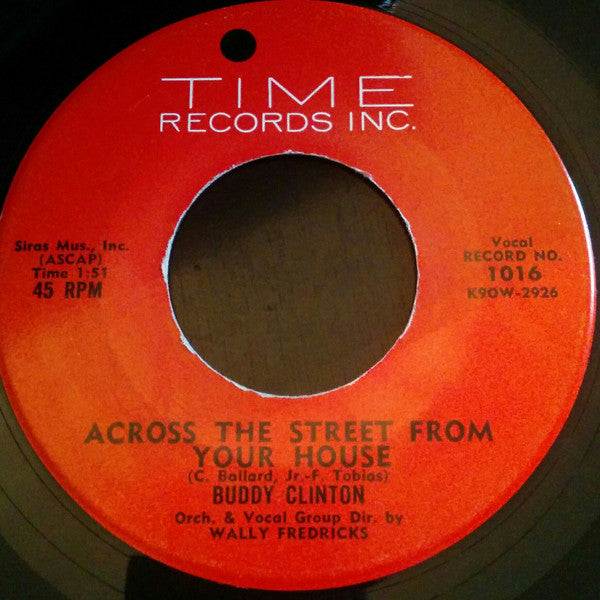 TIME
RECORDS INC.
Siras Mus., Inc.
(ASCAP)
Time 1:51
45 RPM
Vocal
RECORD NO.
1016
K9OW-2926
ACROSS THE STREET FROM
YOUR HOUSE
(C. Ballard, Jr.-F. Tobias)
BUDDY CLINTON
Orch. & Vocal Group Dir. by
WALLY FREDRICKS